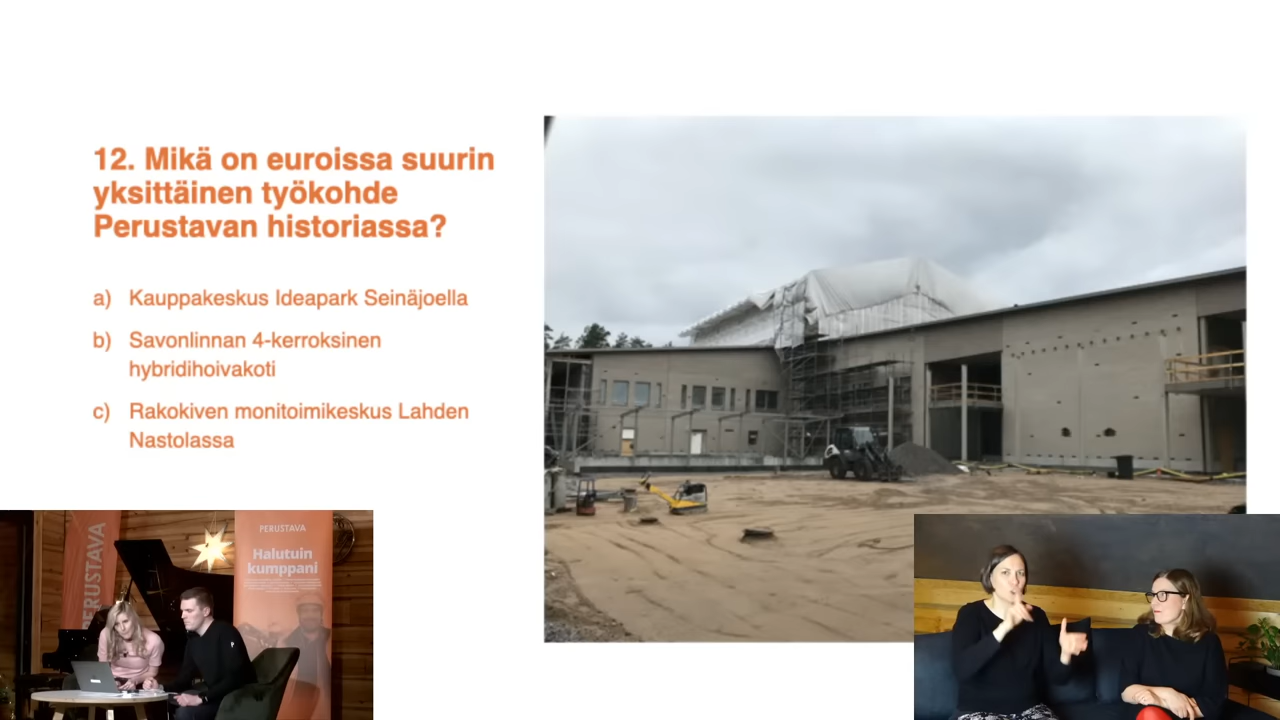 12. Mikä on euroissa suurin
yksittäinen työkohde
Perustavan historiassa?
a) Kauppakeskus Ideapark Seinäjoella
b) Savonlinnan 4-kerroksinen
hybridihoivakoti
c) Rakokiven monitoimikeskus Lahden
Nastolassa
ERUSTAVA
PERUSTAVA
Halutuin
kumppani